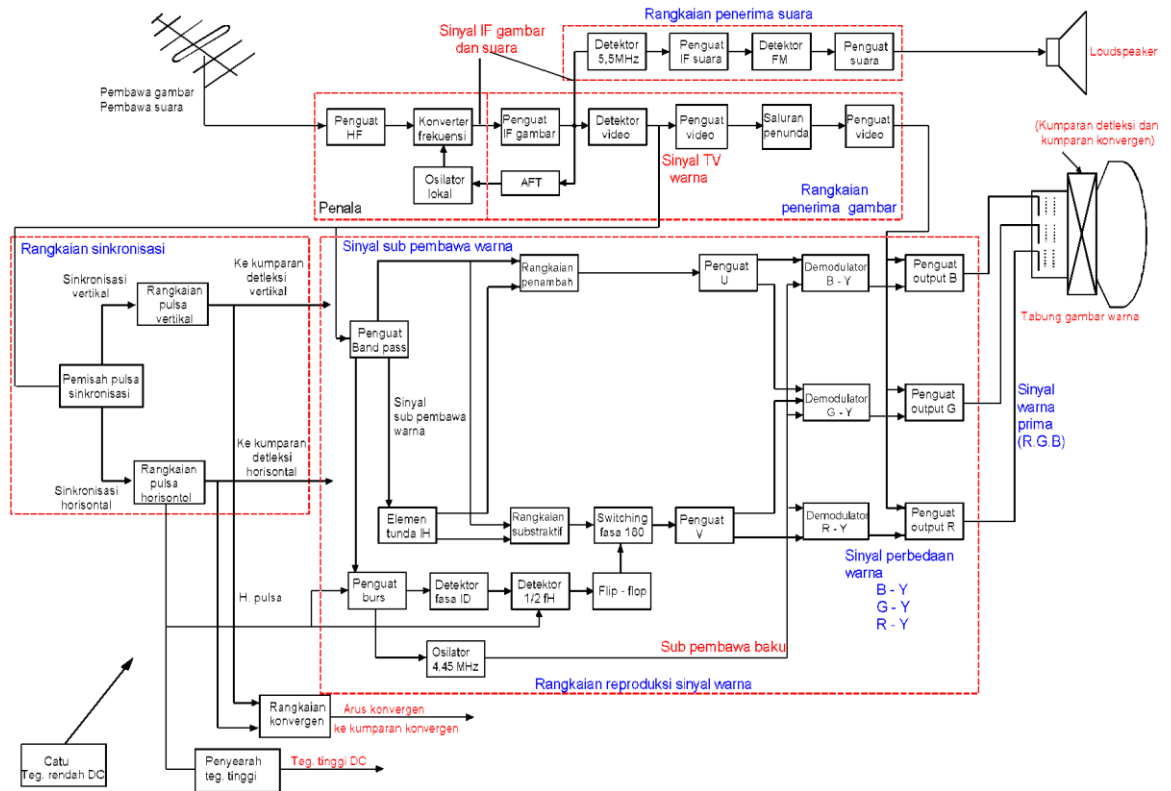 Rangkaian penerima suara
Sinyal IF gambar
dan suara
Detektor
5,5MHz
Penguat
IF suara
Detektor
FM
Penguat
suara
Loudspeaker
Pembawa gambar
Pembawa suara
Penguat
HF
Konverter
frekuensi
Penguat
IF gambar
Detektor
video
Penguat
video
Saluran
penunda
Penguat
video
(Kumparan detleksi dan
kumparan konvergen)
Sinyal TV
warna
Osilator
lokal
AFT
Penala
Rangkaian
penerima gambar
Rangkaian sinkronisasi
Sinkronisasi
vertikal
Rangkaian
pulsa
vertikal
Ke kumparan
detleksi
vertikal
Pemisah pulsa
sinkronisasi
Ke kumparan
detleksi
horisontal
Sinkronisasi
horisontal
Rangkaian
pulsa
horisontol
Sinyal sub pembawa warna
Rangkaian
penambah
Penguat
U
Demodulator
B - Y
Penguat
output B
Tabung gambar warna
Penguat
Band pass
Sinyal
sub pembawa
warna
Demodulator
G - Y
Penguat
output G
Sinyal
warna
prima
(R.G.B)
Elemen
tunda IH
Rangkaian
substraktif
Switching
fasa 180
Penguat
V
Demodulator
R - Y
Penguat
output R
Sinyal perbedaan
warna
B - Y
G - Y
R - Y
H. pulsa
Penguat
burs
Detektor
fasa ID
Detektor
1/2 fH
Flip - flop
Osilator
4,45 MHz
Sub pembawa baku
Rangkaian reproduksi sinyal warna
Rangkaian
konvergen
Arus konvergen
ke kumparan konvergen
Catu
Teg. rendah DC
Penyearah
teg. tinggi
Teg. tinggi DC